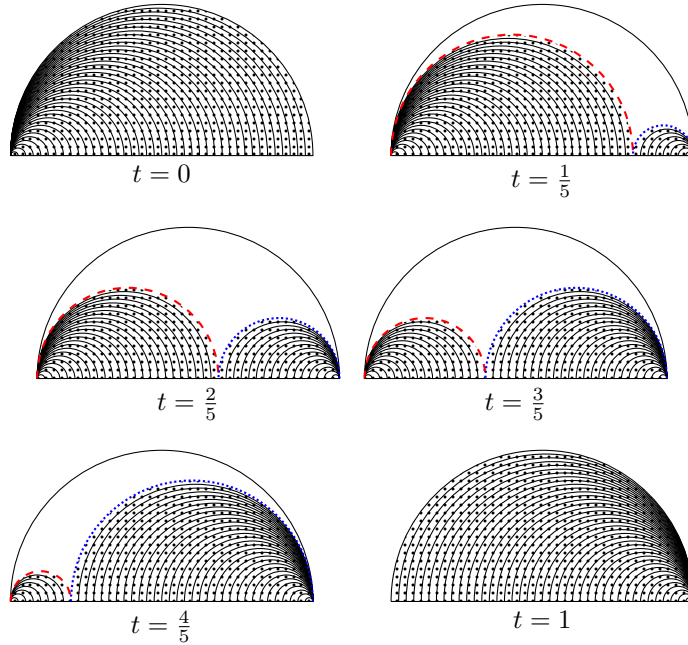 t = 0
t = 1/5
t = 2/5
t = 3/5
t = 4/5
t = 1